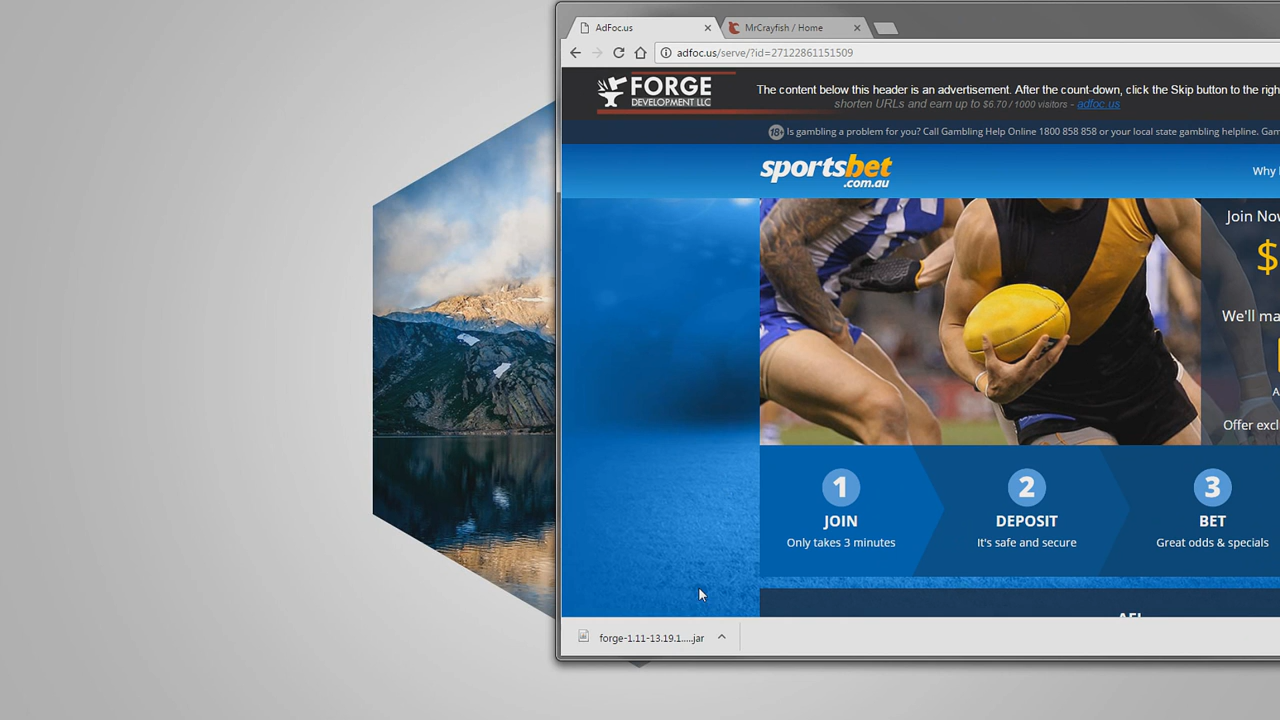 AdFoc.us
MrCrayfish / Home
adfoc.us/serve/?id=27122861151509
FORGE
DEVELOPMENT LLC
The content below this header is an advertisement. After the count-down, click the Skip button to the righ
shorten URLs and earn up to $6.70 / 1000 visitors - adfoc.us
18+ Is gambling a problem for you? Call Gambling Help Online 1800 858 858 or your local state gambling helpline. Gam
sportsbet
.com.au
Why
Join Nov
$
We'll ma
A
Offer excl
1
2
3
JOIN
DEPOSIT
BET
Only takes 3 minutes
It's safe and secure
Great odds & specials
forge-1.11-13.19.1.....jar